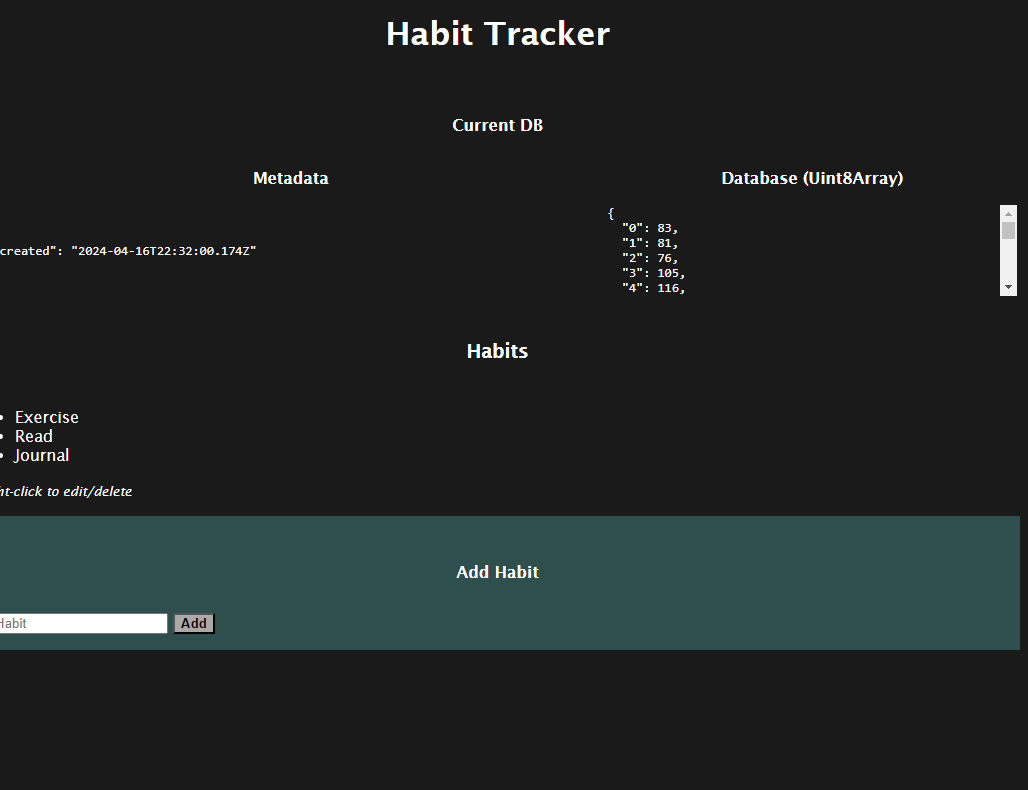 Habit Tracker
Current DB
Metadata
created": "2024-04-16T22:32:00.174Z"
Database (Uint8Array)
{
"0": 83,
"1": 81,
"2": 76,
"3": 105,
"4": 116,
Habits
• Exercise
• Read
• Journal
ht-click to edit/delete
Add Habit
Habit
Add